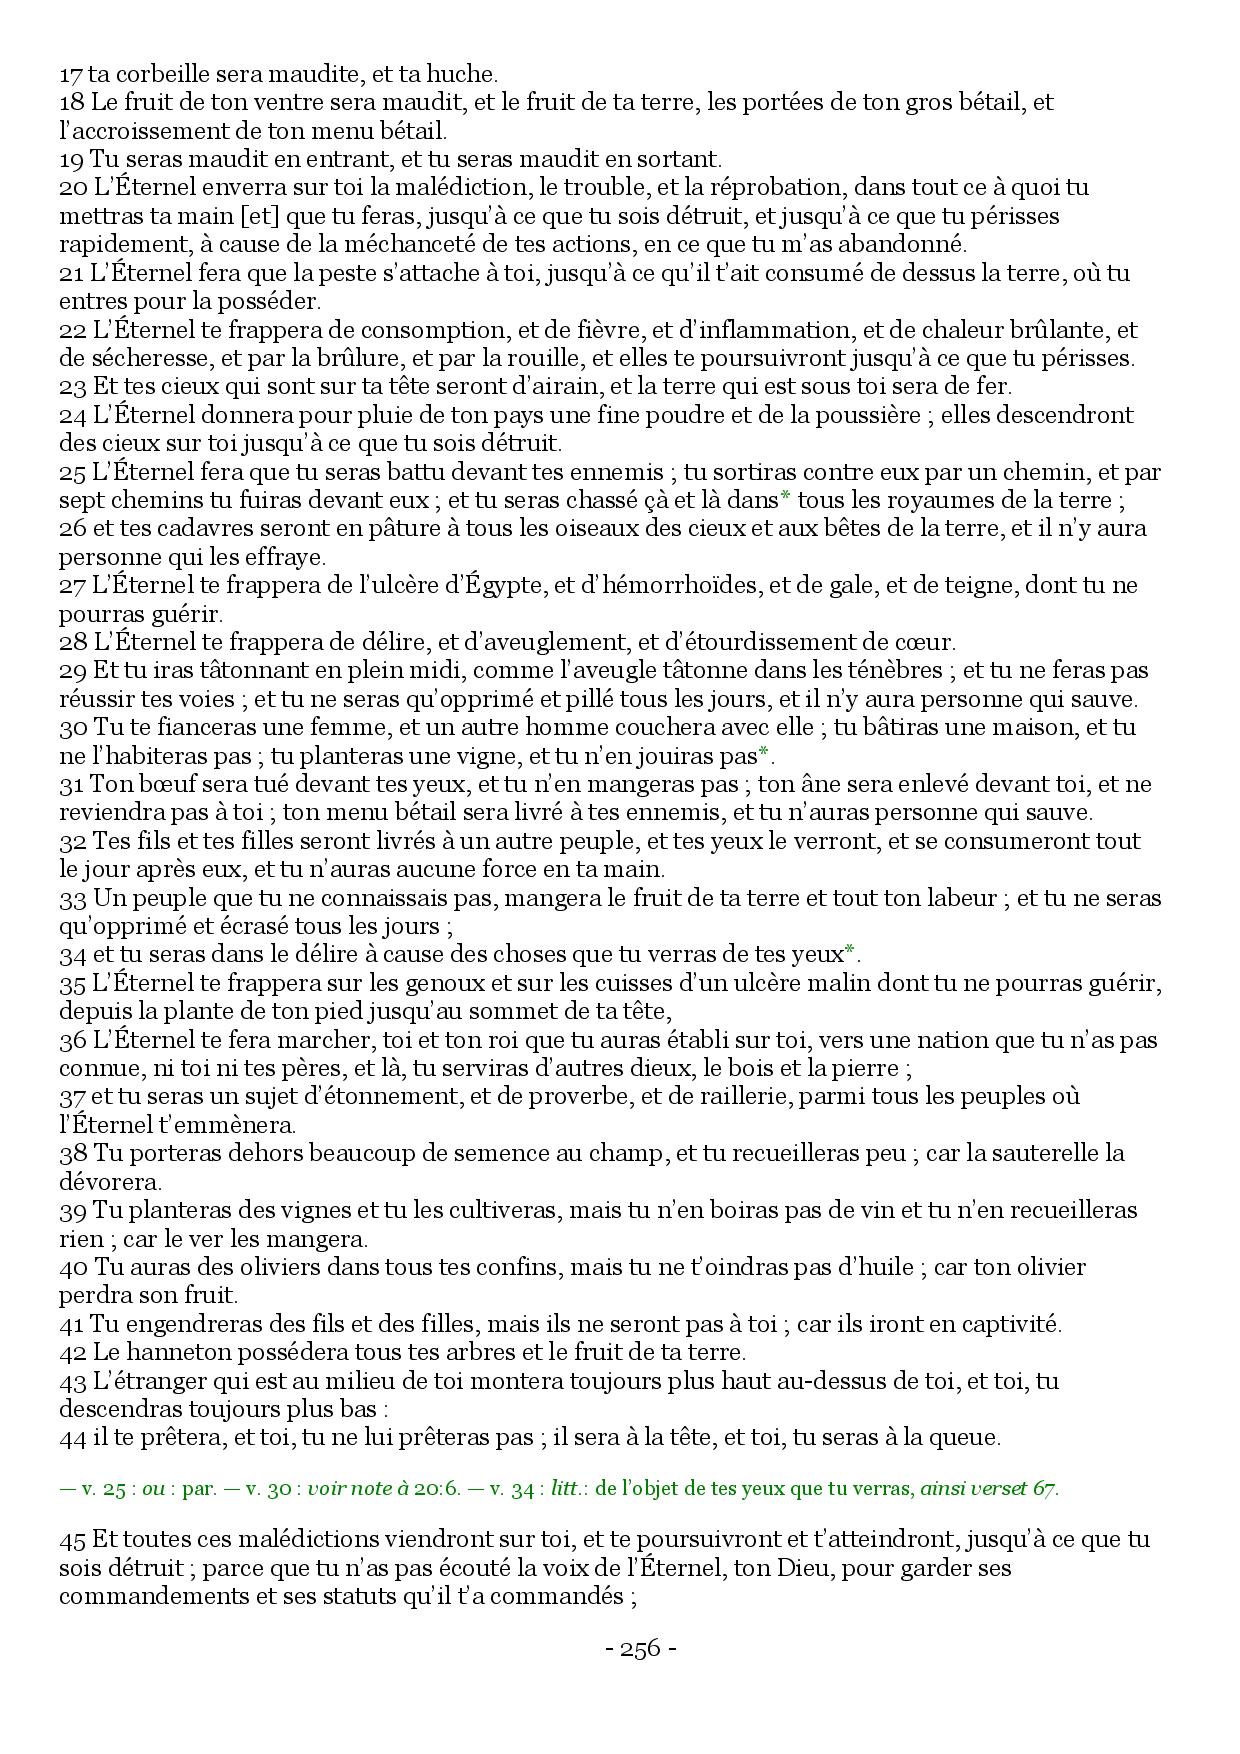 17 ta corbeille sera maudite, et ta huche.
18 Le fruit de ton ventre sera maudit, et le fruit de ta terre, les portées de ton gros bétail, et
l’accroissement de ton menu bétail.
19 Tu seras maudit en entrant, et tu seras maudit en sortant.
20 L’Éternel enverra sur toi la malédiction, le trouble, et la réprobation, dans tout ce à quoi tu
mettras ta main [et] que tu feras, jusqu’à ce que tu sois détruit, et jusqu’à ce que tu périsses
rapidement, à cause de la méchanceté de tes actions, en ce que tu m’as abandonné.
21 L’Éternel fera que la peste s’attache à toi, jusqu’à ce qu’il t’ait consumé de dessus la terre, où tu
entres pour la posséder.
22 L’Éternel te frappera de consomption, et de fièvre, et d’inflammation, et de chaleur brûlante, et
de sécheresse, et par la brûlure, et par la rouille, et elles te poursuivront jusqu’à ce que tu périsses.
23 Et tes cieux qui sont sur ta tête seront d’airain, et la terre qui est sous toi sera de fer.
24 L’Éternel donnera pour pluie de ton pays une fine poudre et de la poussière ; elles descendront
des cieux sur toi jusqu’à ce que tu sois détruit.
25 L’Éternel fera que tu seras battu devant tes ennemis ; tu sortiras contre eux par un chemin, et par
sept chemins tu fuiras devant eux ; et tu seras chassé çà et là dans* tous les royaumes de la terre ;
26 et tes cadavres seront en pâture à tous les oiseaux des cieux et aux bêtes de la terre, et il n’y aura
personne qui les effraye.
27 L’Éternel te frappera de l’ulcère d’Égypte, et d’hémorrhoïdes, et de gale, et de teigne, dont tu ne
pourras guérir.
28 L’Éternel te frappera de délire, et d’aveuglement, et d’étourdissement de cœur.
29 Et tu iras tâtonnant en plein midi, comme l’aveugle tâtonne dans les ténèbres ; et tu ne feras pas
réussir tes voies ; et tu ne seras qu’opprimé et pillé tous les jours, et il n’y aura personne qui sauve.
30 Tu te fianceras une femme, et un autre homme couchera avec elle ; tu bâtiras une maison, et tu
ne l’habiteras pas ; tu planteras une vigne, et tu n’en jouiras pas*.
31 Ton bœuf sera tué devant tes yeux, et tu n’en mangeras pas ; ton âne sera enlevé devant toi, et ne
reviendra pas à toi ; ton menu bétail sera livré à tes ennemis, et tu n’auras personne qui sauve.
32 Tes fils et tes filles seront livrés à un autre peuple, et tes yeux le verront, et se consumeront tout
le jour après eux, et tu n’auras aucune force en ta main.
33 Un peuple que tu ne connaissais pas, mangera le fruit de ta terre et tout ton labeur ; et tu ne seras
qu’opprimé et écrasé tous les jours ;
34 et tu seras dans le délire à cause des choses que tu verras de tes yeux*.
35 L’Éternel te frappera sur les genoux et sur les cuisses d’un ulcère malin dont tu ne pourras guérir,
depuis la plante de ton pied jusqu’au sommet de ta tête,
36 L’Éternel te fera marcher, toi et ton roi que tu auras établi sur toi, vers une nation que tu n’as pas
connue, ni toi ni tes pères, et là, tu serviras d’autres dieux, le bois et la pierre ;
37 et tu seras un sujet d’étonnement, et de proverbe, et de raillerie, parmi tous les peuples où
l’Éternel t’emmènera.
38 Tu porteras dehors beaucoup de semence au champ, et tu recueilleras peu ; car la sauterelle la
dévorera.
39 Tu planteras des vignes et tu les cultiveras, mais tu n’en boiras pas de vin et tu n’en recueilleras
rien ; car le ver les mangera.
40 Tu auras des oliviers dans tous tes confins, mais tu ne t’oindras pas d’huile ; car ton olivier
perdra son fruit.
41 Tu engendreras des fils et des filles, mais ils ne seront pas à toi ; car ils iront en captivité.
42 Le hanneton possédera tous tes arbres et le fruit de ta terre.
43 L’étranger qui est au milieu de toi montera toujours plus haut au-dessus de toi, et toi, tu
descendras toujours plus bas :
44 il te prêtera, et toi, tu ne lui prêteras pas ; il sera à la tête, et toi, tu seras à la queue.
— v. 25 : ou : par. — v. 30 : voir note à 20:6. — v. 34 : litt.: de l’objet de tes yeux que tu verras, ainsi verset 67.
45 Et toutes ces malédictions viendront sur toi, et te poursuivront et t’atteindront, jusqu’à ce que tu
sois détruit ; parce que tu n’as pas écouté la voix de l’Éternel, ton Dieu, pour garder ses
commandements et ses statuts qu’il t’a commandés ;
- 256 -